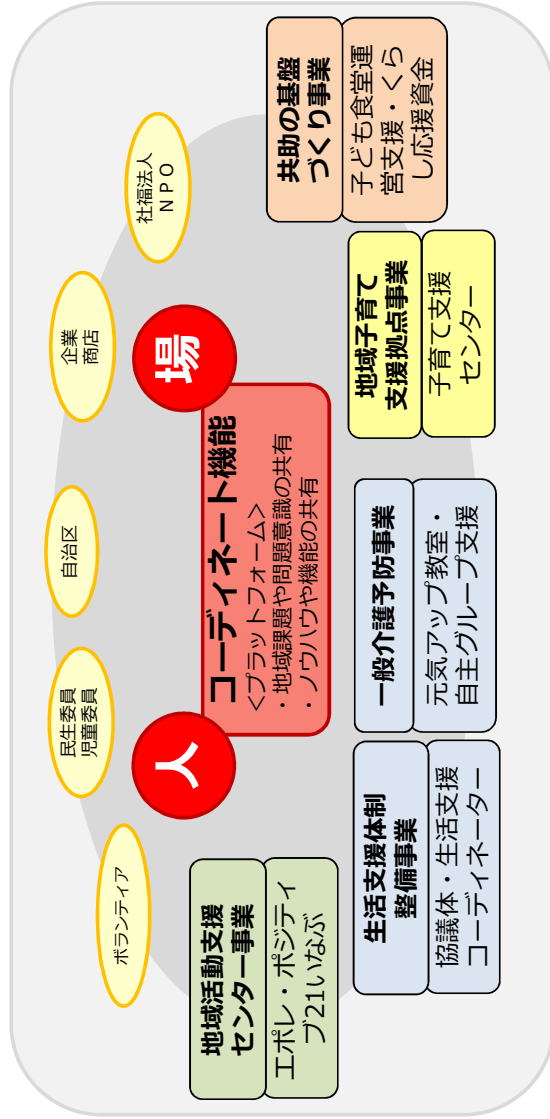 ボランティア
民生委員
児童委員
自治区
企業
商店
社福法人
ＮＰＯ
人
場
コーディネート機能
<プラットフォーム>
・地域課題や問題意識の共有
・ノウハウや機能の共有
地域活動支援
センター事業
エポレ・ポジティ
ブ21いなぶ
生活支援体制
整備事業
協議体・生活支援
コーディネーター
一般介護予防事業
元気アップ教室・
自主グループ支援
地域子育て
支援拠点事業
子育て支援
センター
共助の基盤
づくり事業
子ども食堂運
営支援・くら
し応援資金